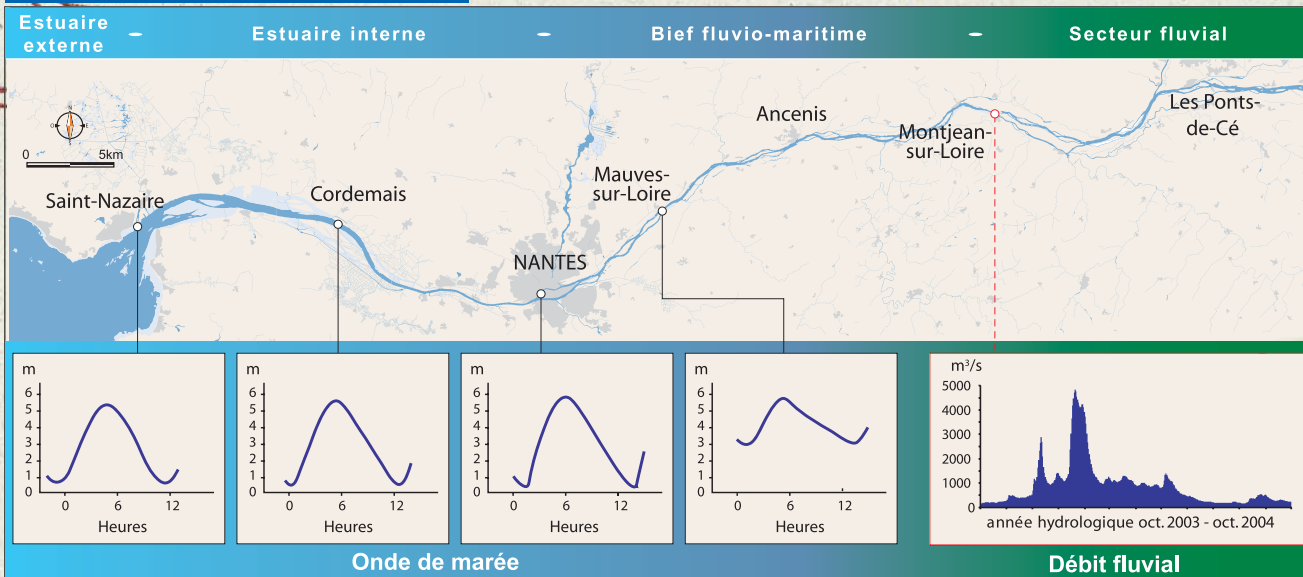 Estuaire
externe
-
Estuaire interne
-
Bief fluvio-maritime
-
Secteur fluvial
N
O
E
S
0 5km
Saint-Nazaire
Cordemais
NANTES
Mauves-
sur-Loire
Ancenis
Montjean-
sur-Loire
Les Ponts-
de-Cé
m
6
5
4
3
2
1
0
0 6 12
Heures
m
6
5
4
3
2
1
0
0 6 12
Heures
m
6
5
4
3
2
1
0
0 6 12
Heures
m
6
5
4
3
2
1
0
0 6 12
Heures
m³/s
5000
4000
3000
2000
1000
0
année hydrologique oct. 2003 - oct. 2004
Onde de marée
Débit fluvial